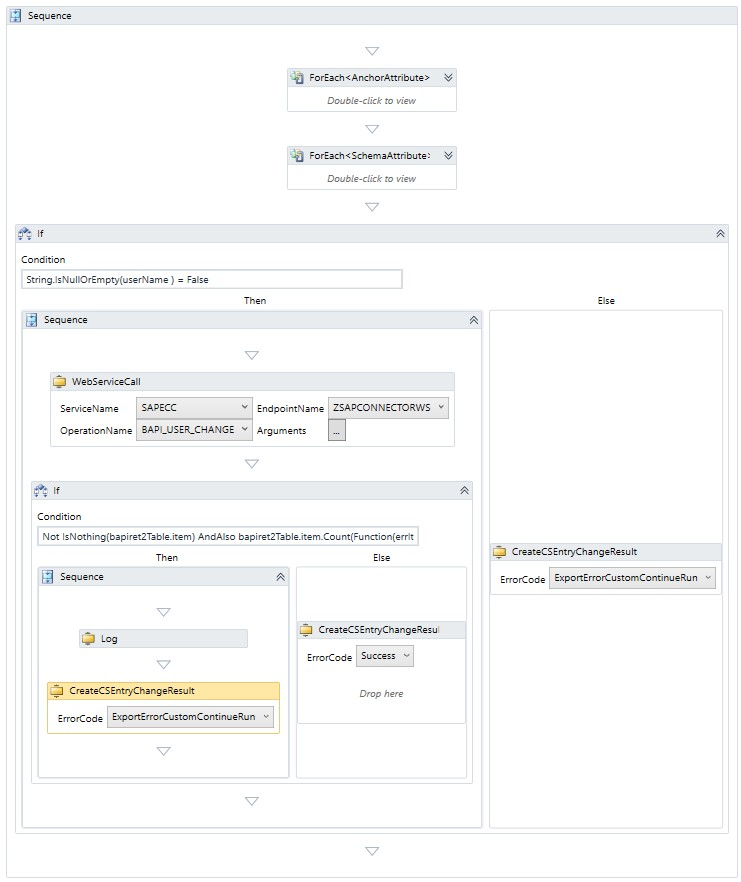 Sequence
ForEach<AnchorAttribute>
Double-click to view
ForEach<SchemaAttribute>
Double-click to view
If
Condition
String.IsNullOrEmpty(userName ) = False
Then Else
Sequence
WebServiceCall
ServiceName SAPECC EndpointName ZSAPCONNECTORWS
OperationName BAPI_USER_CHANGE Arguments ...
If
Condition
Not IsNothing(bapiret2Table.item) AndAlso bapiret2Table.item.Count(Function(errit
Then Else
Sequence
Log
CreateCSEntryChangeResult
ErrorCode ExportErrorCustomContinueRun
CreateCSEntryChangeResul
ErrorCode Success
Drop here
CreateCSEntryChangeResult
ErrorCode ExportErrorCustomContinueRun